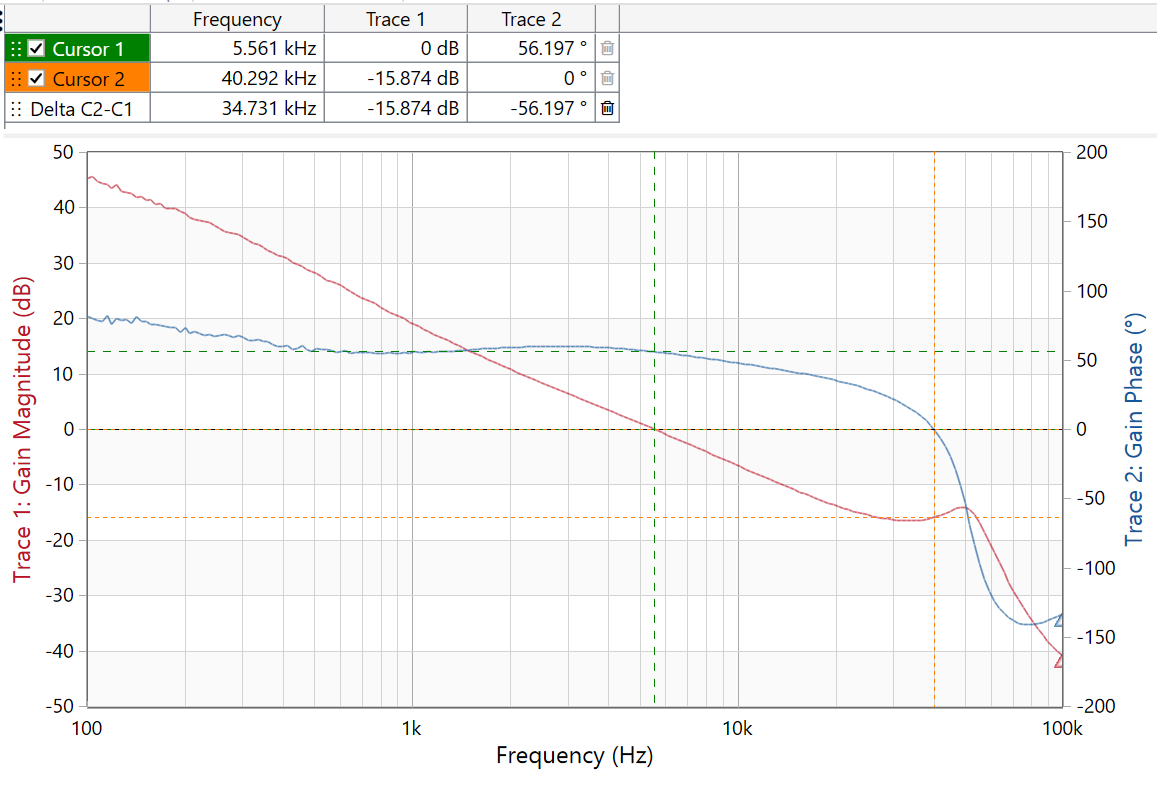 Frequency Trace 1 Trace 2
Cursor 1 5.561 kHz 0 dB 56.197 °
Cursor 2 40.292 kHz -15.874 dB 0 °
Delta C2-C1 34.731 kHz -15.874 dB -56.197 °
Trace 1: Gain Magnitude (dB)
50
40
30
20
10
0
-10
-20
-30
-40
-50
200
150
100
50
0
-50
-100
-150
-200
Trace 2: Gain Phase (°)
100 1k 10k 100k
Frequency (Hz)